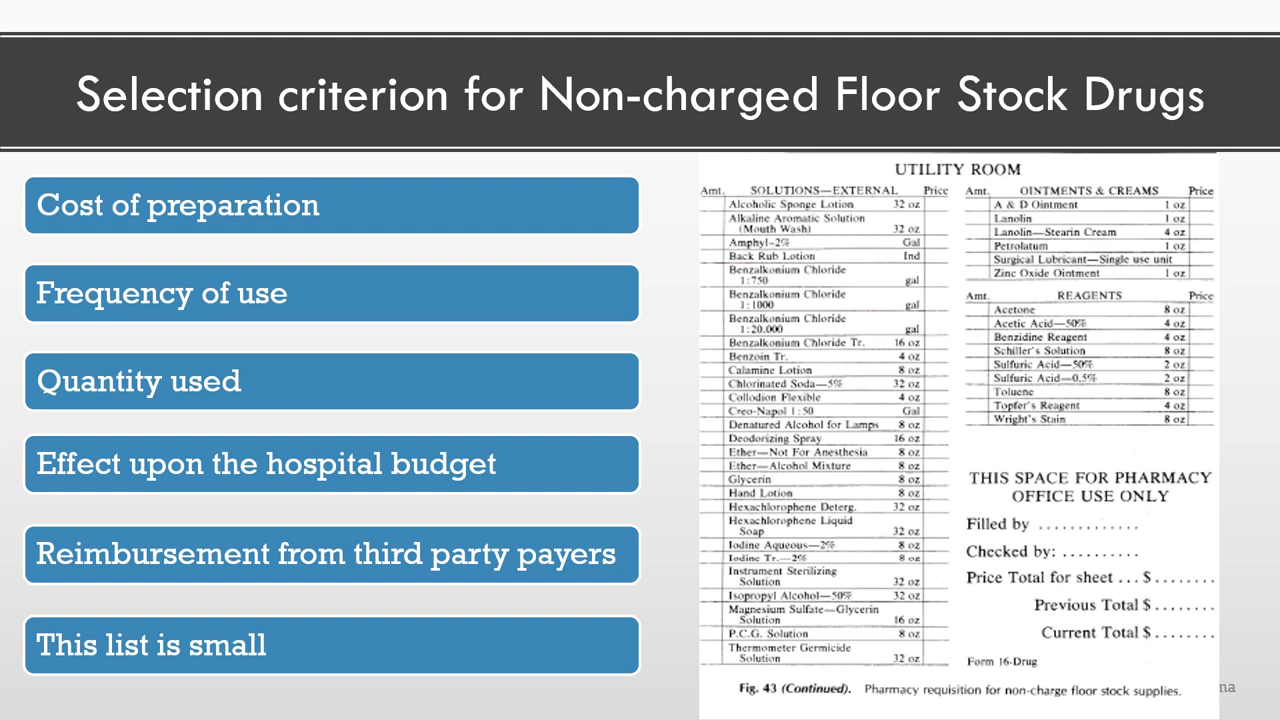 Selection criterion for Non-charged Floor Stock Drugs
Cost of preparation
Frequency of use
Quantity used
Effect upon the hospital budget
Reimbursement from third party payers
This list is small
UTILITY ROOM
Amt. SOLUTIONS—EXTERNAL Price
Alcoholic Sponge Lotion 32 oz
Alkaline Aromatic Solution
(Mouth Wash) 32 oz
Amphyl–2% Gal
Back Rub Lotion Ind
Benzalkonium Chloride
1:750 gal
Benzalkonium Chloride
1:1000 gal
Benzalkonium Chloride
1:20.000 gal
Benzalkonium Chloride Tr. 16 oz
Benzoin Tr. 4 oz
Calamine Lotion 8 oz
Chlorinated Soda—5% 32 oz
Collodion Flexible 4 oz
Creo-Napol 1:50 Gal
Denatured Alcohol for Lamps 8 oz
Deodorizing Spray 16 oz
Ether—Not For Anesthesia 8 oz
Ether—Alcohol Mixture 8 oz
Glycerin 8 oz
Hand Lotion 8 oz
Hexachlorophene Deterg. 32 oz
Hexachlorophene Liquid
Soap 32 oz
Iodine Aqueous—2% 8 oz
Iodine Tr.—2% 8 oz
Instrument Sterilizing
Solution 32 oz
Isopropyl Alcohol—50% 32 oz
Magnesium Sulfate—Glycerin
Solution 16 oz
P.C.G. Solution 8 oz
Thermometer Germicide
Solution 32 oz
Amt. OINTMENTS & CREAMS Price
A & D Ointment 1 oz
Lanolin 1 oz
Lanolin—Stearin Cream 4 oz
Petrolatum 1 oz
Surgical Lubricant—Single use unit
Zinc Oxide Ointment 1 oz
Amt. REAGENTS Price
Acetone 8 oz
Acetic Acid—50% 4 oz
Benzidine Reagent 4 oz
Schiller's Solution 8 oz
Sulfuric Acid—50% 2 oz
Sulfuric Acid—0.5% 2 oz
Toluene 8 oz
Topfer's Reagent 4 oz
Wright's Stain 8 oz
THIS SPACE FOR PHARMACY
OFFICE USE ONLY
Filled by .............
Checked by: ..........
Price Total for sheet ... $ ........
Previous Total $ ........
Current Total $ ........
Form 16-Drug
Fig. 43 (Continued). Pharmacy requisition for non-charge floor stock supplies.